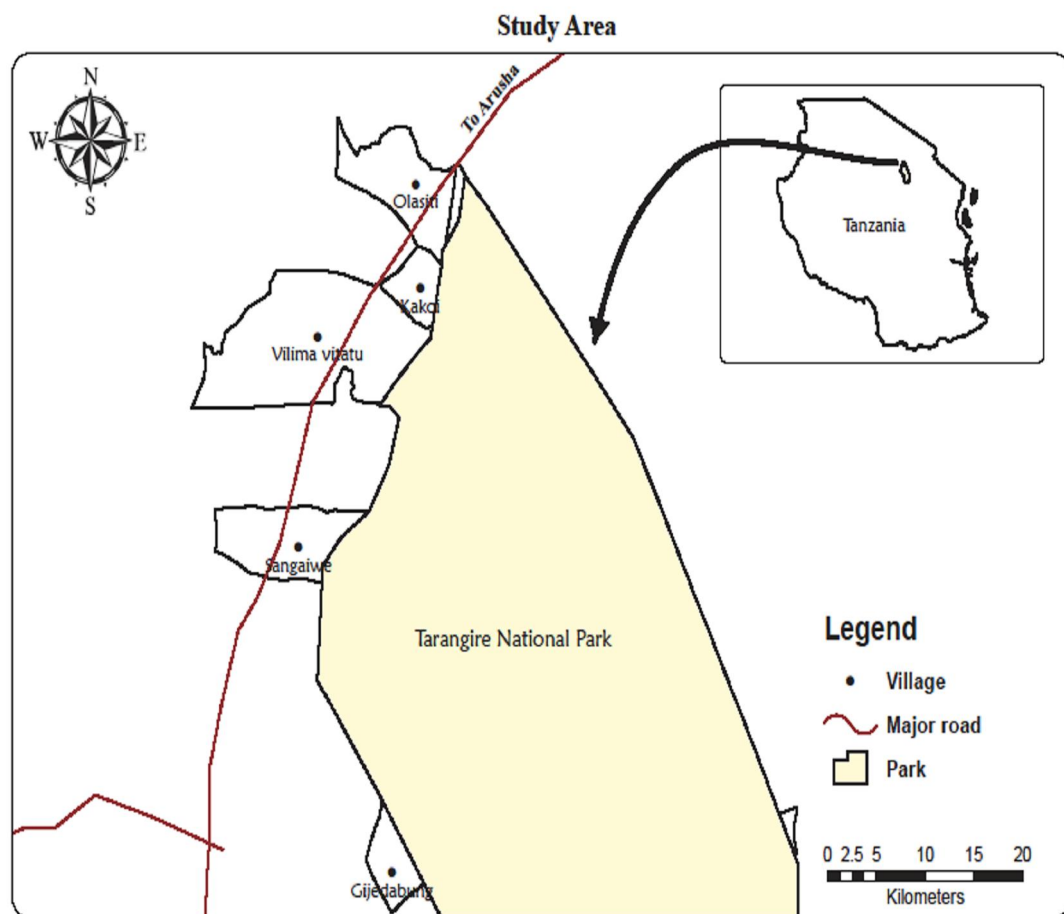 Study Area
N
W E
S
To Arusha
Olasiti
Kakoi
Vilima vitatu
Sangaiwe
Tarangire National Park
Gijedabung
Tanzania
Legend
Village
Major road
Park
0 2.5 5 10 15 20
Kilometers